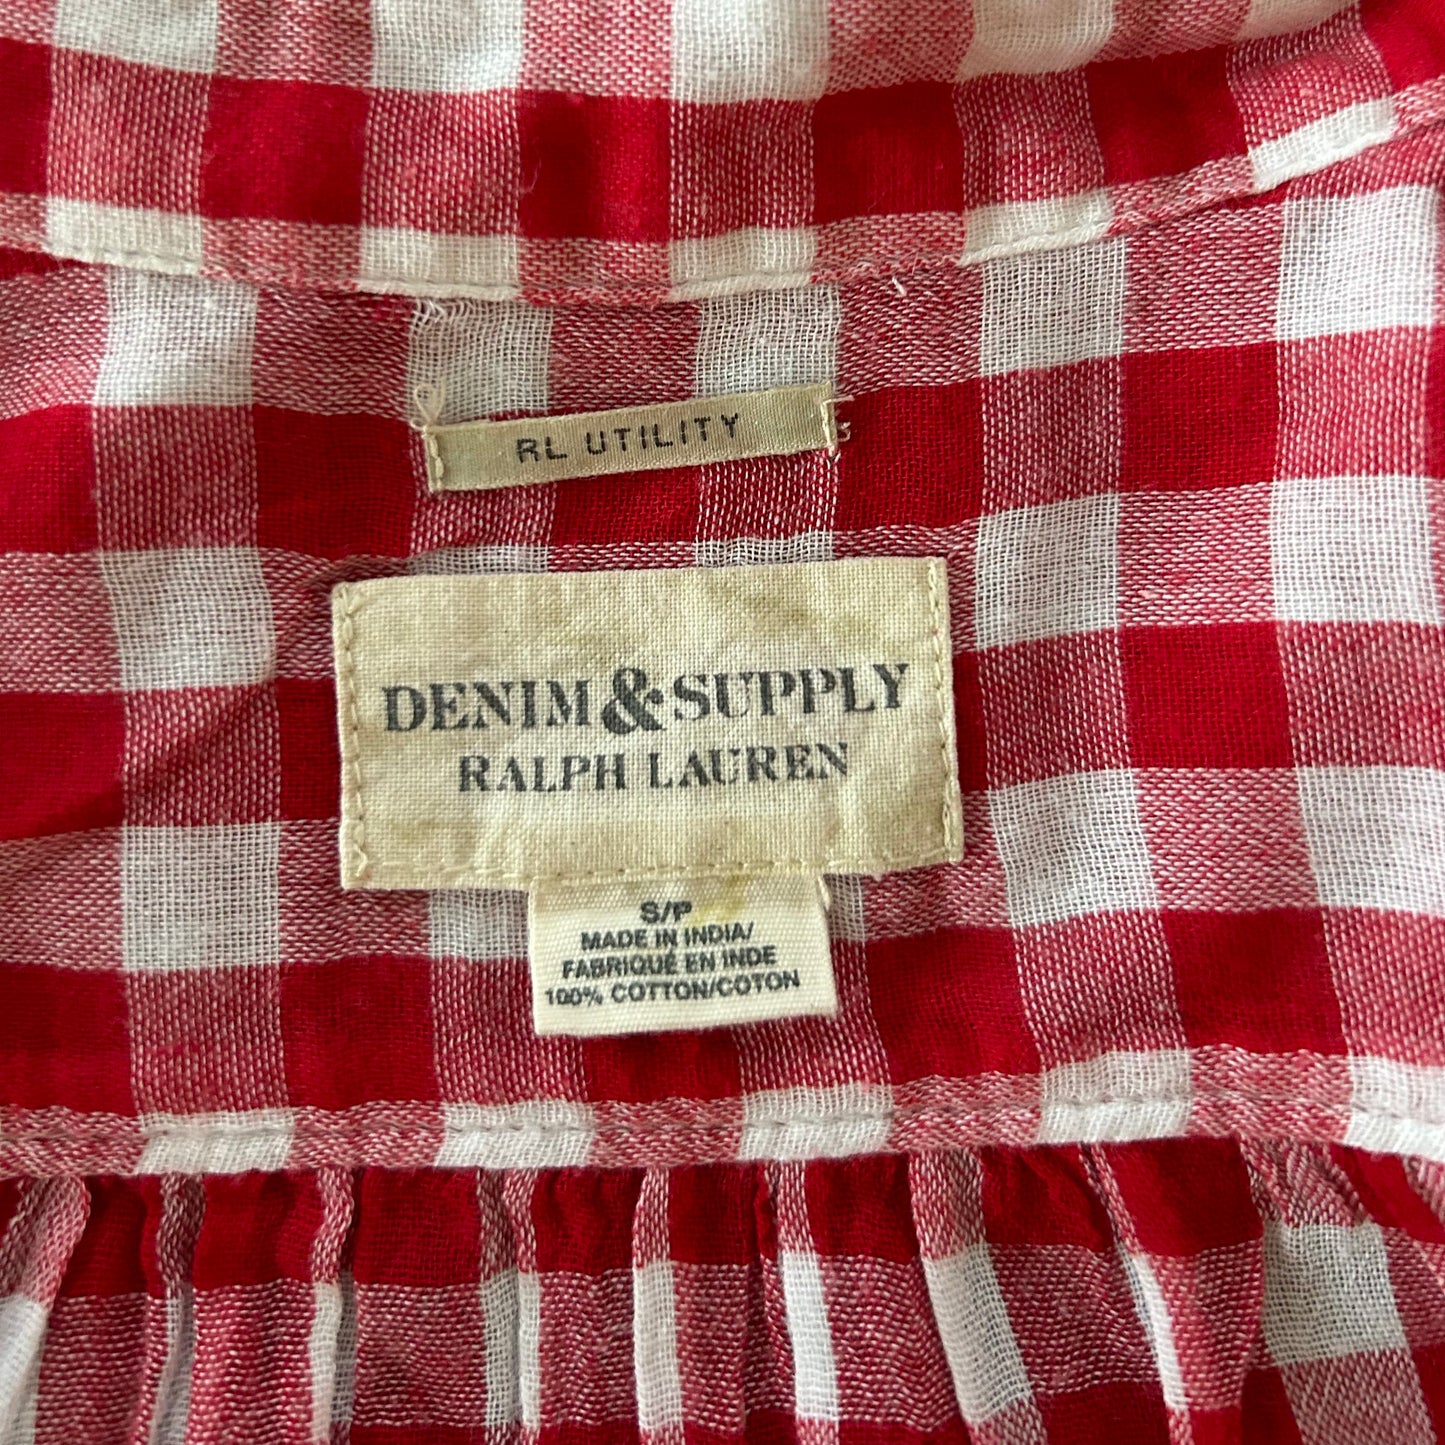 RL UTILITY
DENIM&SUPPLY
RALPH LAUREN
S/P
MADE IN INDIA/
FABRIQUÉ EN INDE
100% COTTON/COTON